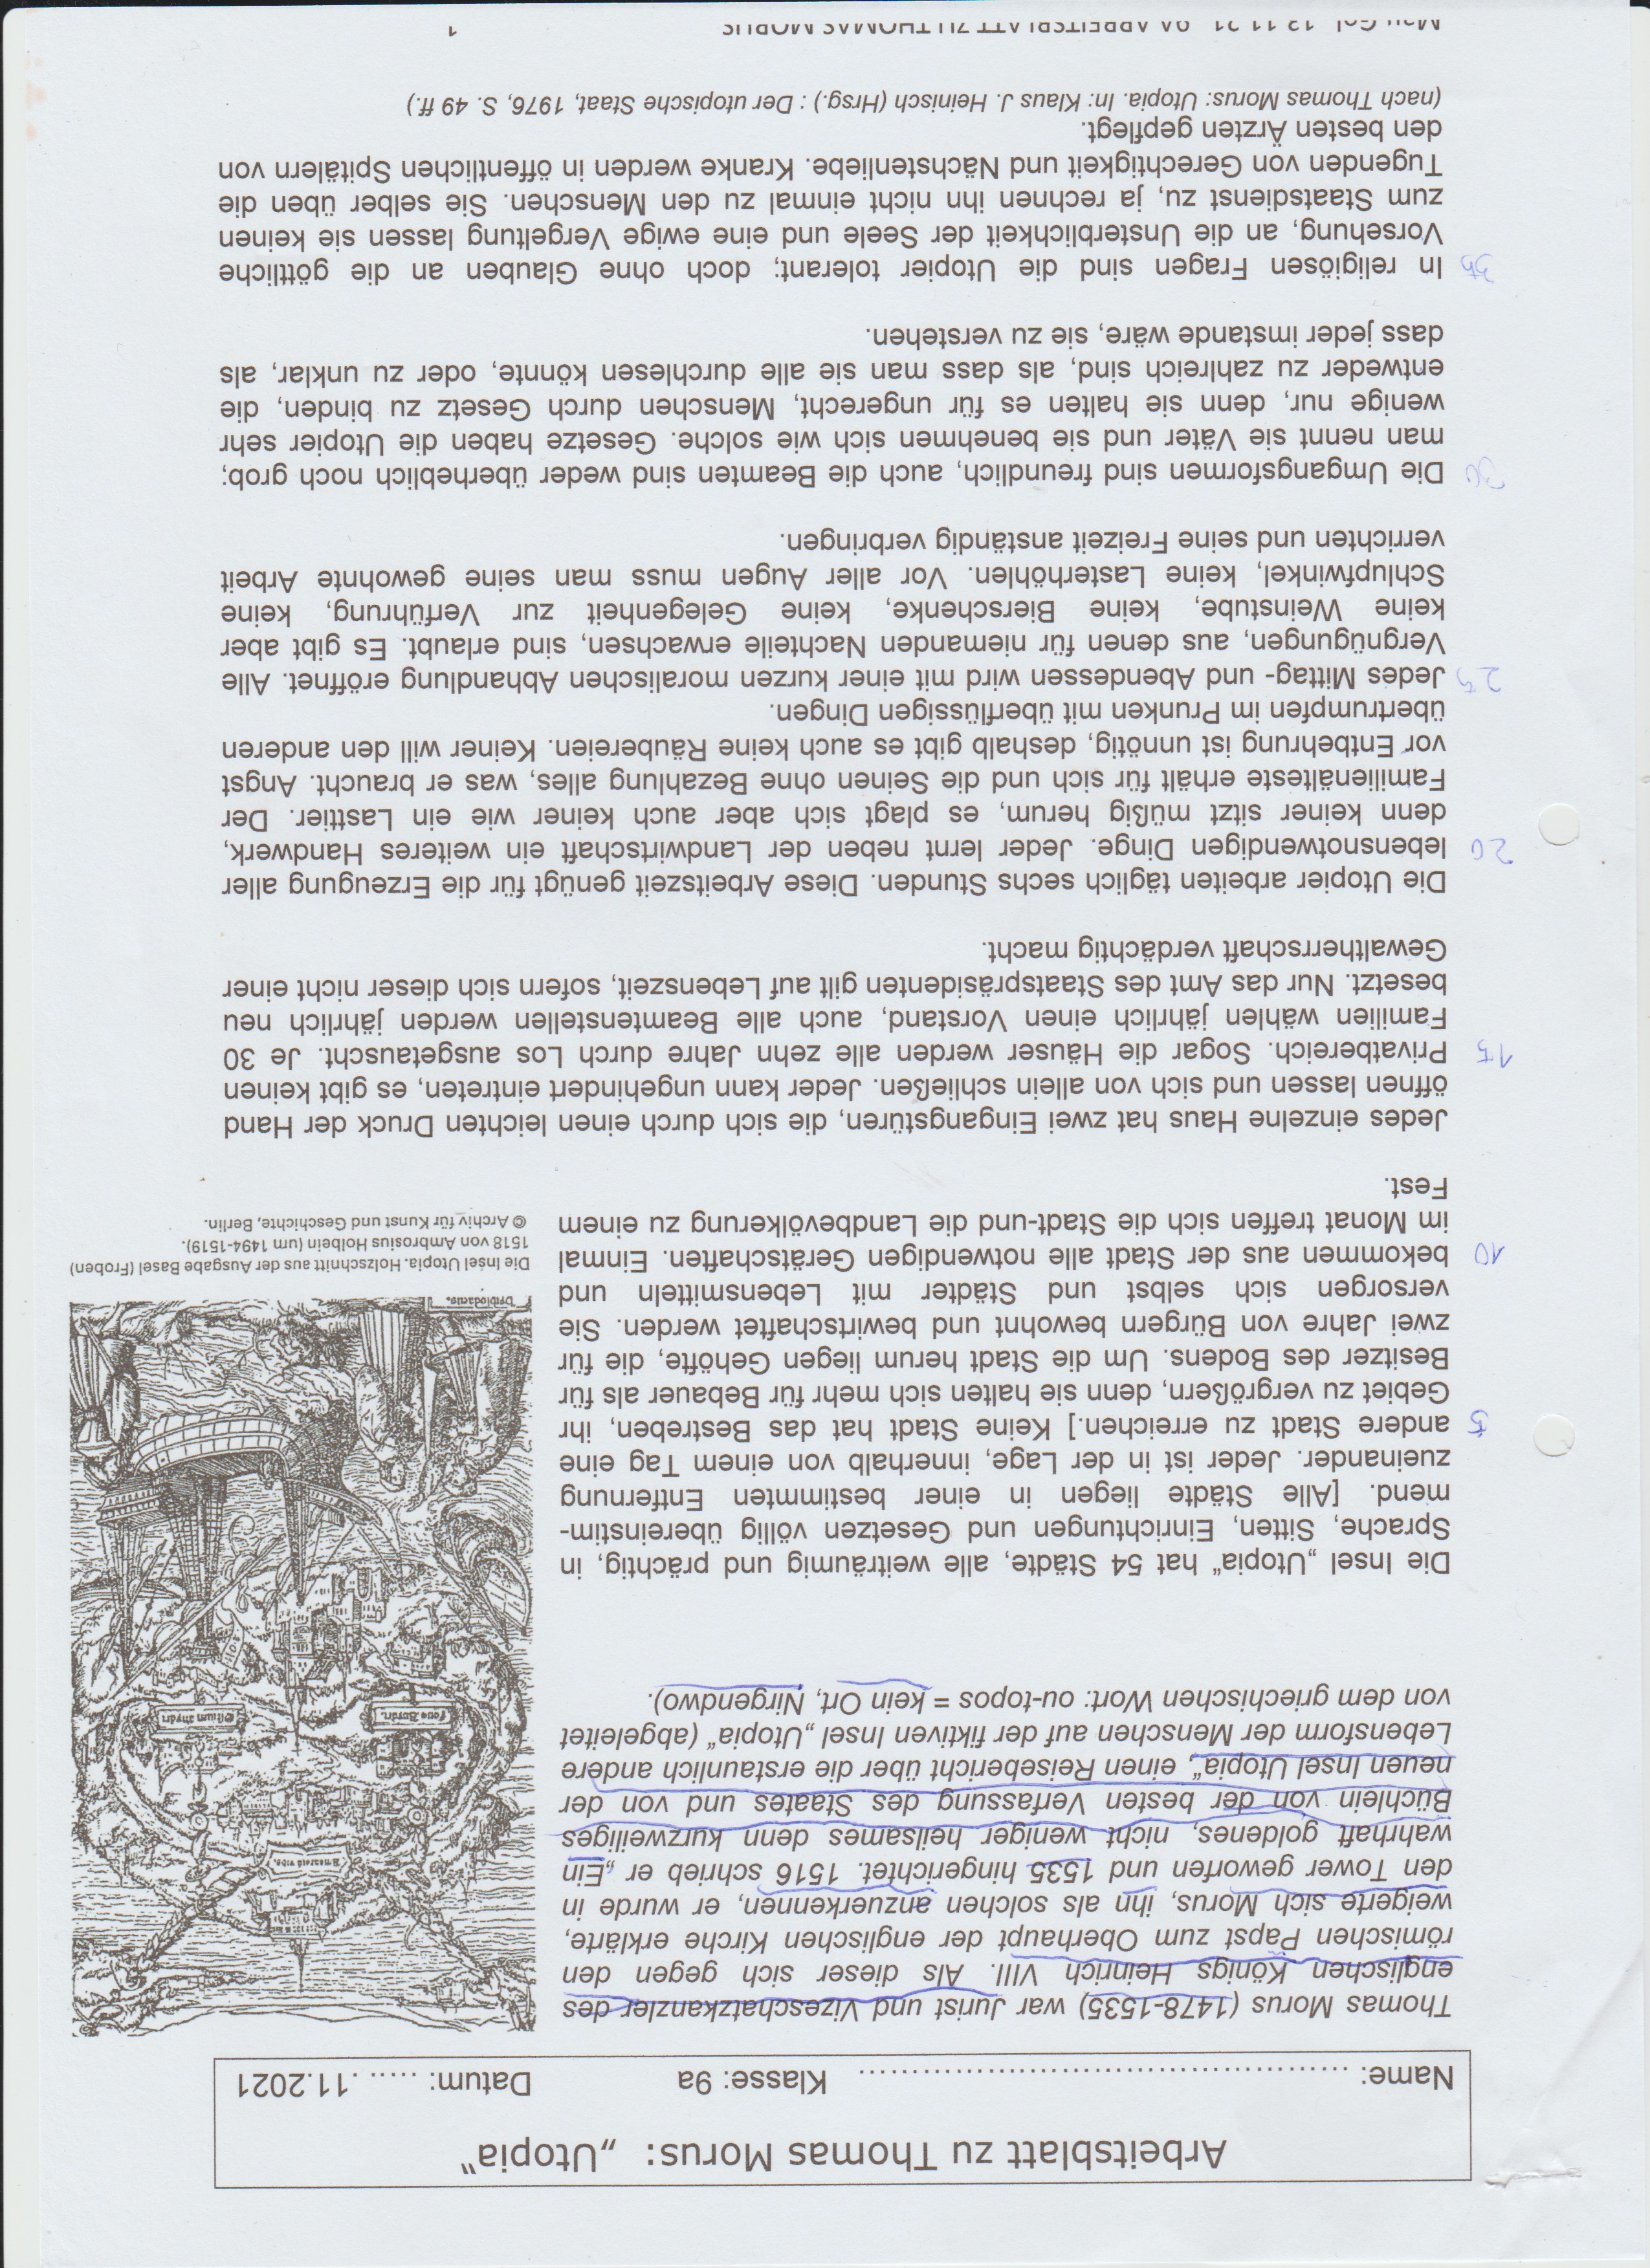 Arbeitsblatt zu Thomas Morus: „Utopia“
Name: .............................................. Klasse: 9a Datum: ..... .11.2021
Thomas Morus (1478-1535) war Jurist und Vizeschatzkanzler des
englischen Königs Heinrich VIII. Als dieser sich gegen den
römischen Papst zum Oberhaupt der englischen Kirche erklärte,
weigerte sich Morus, ihn als solchen anzuerkennen, er wurde in
den Tower geworfen und 1535 hingerichtet. 1516 schrieb er „Ein
wahrhaft goldenes, nicht weniger heilsames denn kurzweiliges
Büchlein von der besten Verfassung des Staates und von der
neuen Insel Utopia“, einen Reisebericht über die erstaunlich andere
Lebensform der Menschen auf der fiktiven Insel „Utopia“ (abgeleitet
von dem griechischen Wort: ou-topos = kein Ort, Nirgendwo).
Die Insel „Utopia“ hat 54 Städte, alle weiträumig und prächtig, in
Sprache, Sitten, Einrichtungen und Gesetzen völlig übereinstim-
mend. [Alle Städte liegen in einer bestimmten Entfernung
zueinander. Jeder ist in der Lage, innerhalb von einem Tag eine
5 andere Stadt zu erreichen.] Keine Stadt hat das Bestreben, ihr
Gebiet zu vergrößern, denn sie halten sich mehr für Bebauer als für
Besitzer des Bodens. Um die Stadt herum liegen Gehöfte, die für
zwei Jahre von Bürgern bewohnt und bewirtschaftet werden. Sie
versorgen sich selbst und Städter mit Lebensmitteln und
10 bekommen aus der Stadt alle notwendigen Gerätschaften. Einmal
im Monat treffen sich die Stadt-und die Landbevölkerung zu einem
Fest.
Die Insel Utopia. Holzschnitt aus der Ausgabe Basel (Froben)
1518 von Ambrosius Holbein (um 1494-1519).
© Archiv für Kunst und Geschichte, Berlin.
Jedes einzelne Haus hat zwei Eingangstüren, die sich durch einen leichten Druck der Hand
öffnen lassen und sich von allein schließen. Jeder kann ungehindert eintreten, es gibt keinen
15 Privatbereich. Sogar die Häuser werden alle zehn Jahre durch Los ausgetauscht. Je 30
Familien wählen jährlich einen Vorstand, auch alle Beamtenstellen werden jährlich neu
besetzt. Nur das Amt des Staatspräsidenten gilt auf Lebenszeit, sofern sich dieser nicht einer
Gewaltherrschaft verdächtig macht.
Die Utopier arbeiten täglich sechs Stunden. Diese Arbeitszeit genügt für die Erzeugung aller
20 lebensnotwendigen Dinge. Jeder lernt neben der Landwirtschaft ein weiteres Handwerk,
denn keiner sitzt müßig herum, es plagt sich aber auch keiner wie ein Lasttier. Der
Familienälteste erhält für sich und die Seinen ohne Bezahlung alles, was er braucht. Angst
vor Entbehrung ist unnötig, deshalb gibt es auch keine Räubereien. Keiner will den anderen
übertrumpfen im Prunken mit überflüssigen Dingen.
25 Jedes Mittag- und Abendessen wird mit einer kurzen moralischen Abhandlung eröffnet. Alle
Vergnügungen, aus denen für niemanden Nachteile erwachsen, sind erlaubt. Es gibt aber
keine Weinstube, keine Bierschenke, keine Gelegenheit zur Verführung, keine
Schlupfwinkel, keine Lasterhöhlen. Vor aller Augen muss man seine gewohnte Arbeit
verrichten und seine Freizeit anständig verbringen.
30 Die Umgangsformen sind freundlich, auch die Beamten sind weder überheblich noch grob;
man nennt sie Väter und sie benehmen sich wie solche. Gesetze haben die Utopier sehr
wenige nur, denn sie halten es für ungerecht, Menschen durch Gesetz zu binden, die
entweder zu zahlreich sind, als dass man sie alle durchlesen könnte, oder zu unklar, als
dass jeder imstande wäre, sie zu verstehen.
35 In religiösen Fragen sind die Utopier tolerant; doch ohne Glauben an die göttliche
Vorsehung, an die Unsterblichkeit der Seele und eine ewige Vergeltung lassen sie keinen
zum Staatsdienst zu, ja rechnen ihn nicht einmal zu den Menschen. Sie selber üben die
Tugenden von Gerechtigkeit und Nächstenliebe. Kranke werden in öffentlichen Spitälern von
den besten Ärzten gepflegt.
(nach Thomas Morus: Utopia. In: Klaus J. Heinisch (Hrsg.) : Der utopische Staat, 1976, S. 49 ff.)
13.11.21 9A ARBEITSBLATT ZU THOMAS MORUS 1